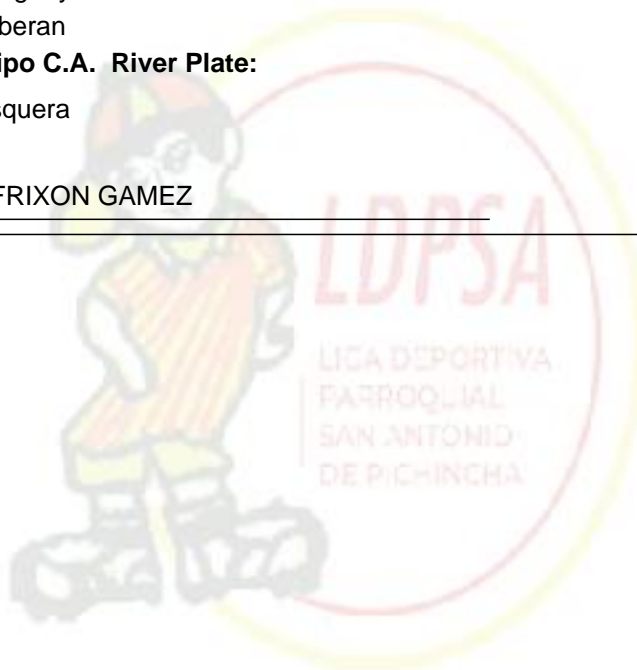 beran
ipo C.A. River Plate:
squera
FRIXON GAMEZ
LDPSA
LIGA DEPORTIVA
PARROQUIAL
SAN ANTONIO
DE PICHINCHA